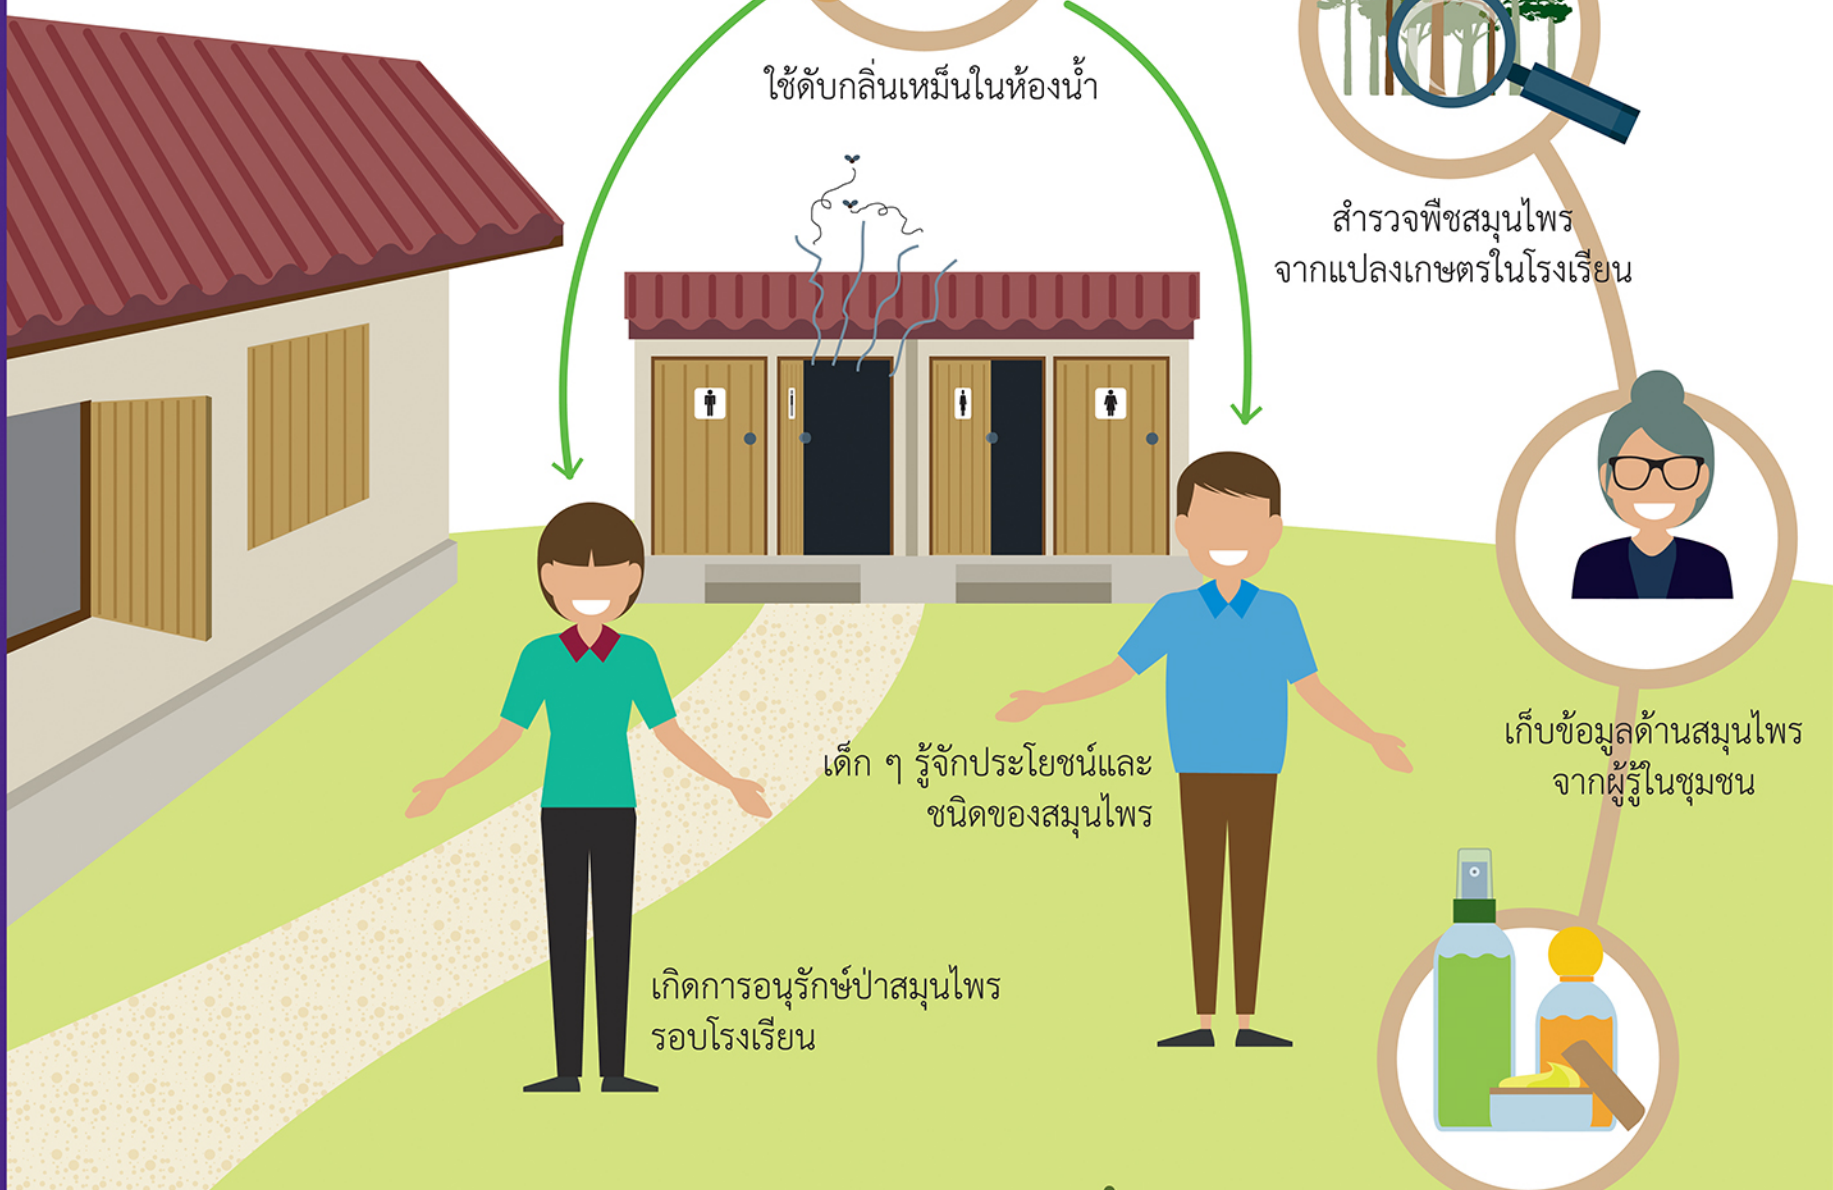 ใช้ดับกลิ่นเหม็นในห้องน้ำ
สำรวจพืชสมุนไพร
จากแปลงเกษตรในโรงเรียน
เก็บข้อมูลด้านสมุนไพร
จากผู้รู้ในชุมชน
เด็ก ๆ รู้จักประโยชน์และ
ชนิดของสมุนไพร
เกิดการอนุรักษ์ป่าสมุนไพร
รอบโรงเรียน